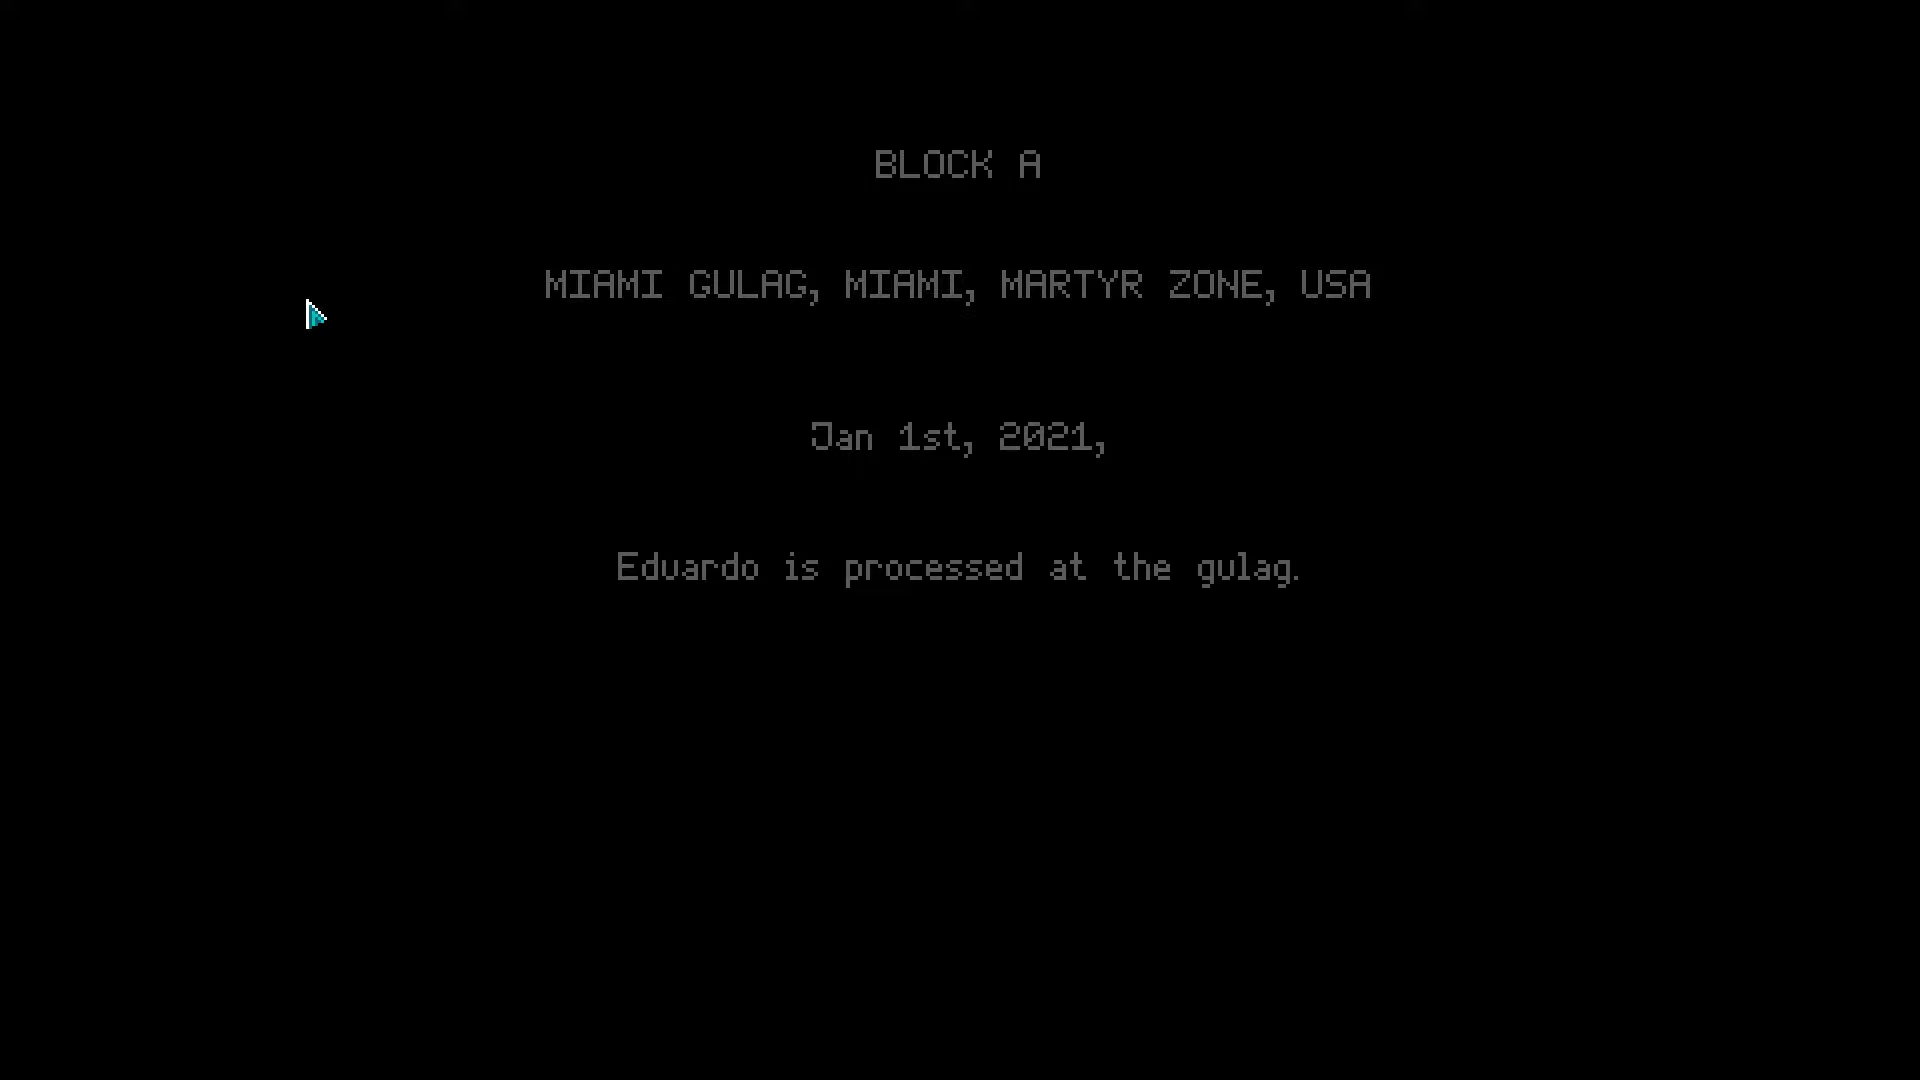 BLOCK A
MIAMI GULAG, MIAMI, MARTYR ZONE, USA
Jan 1st, 2021,
Eduardo is processed at the gulag.